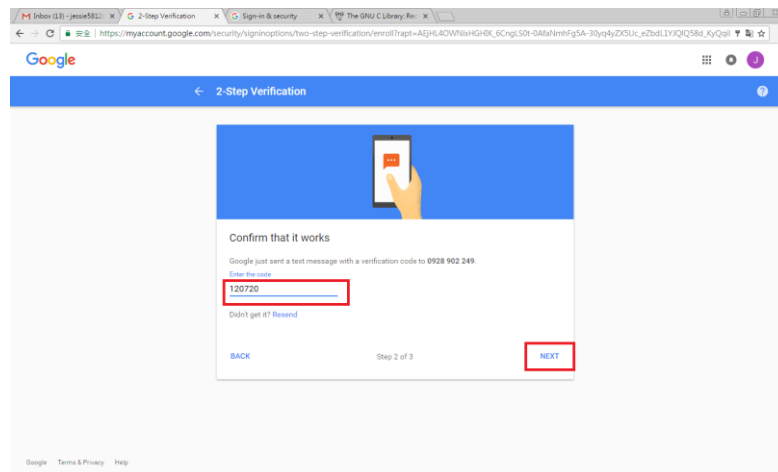 Inbox (13) - jessie5812
2-Step Verification
Sign-in & security
The GNU C Library: Re
安全 | https://myaccount.google.com/security/signinoptions/two-step-verification/enroll?rapt=
Google
J
2-Step Verification
Confirm that it works
Google just sent a text message with a verification code to 0928 902 249.
Enter the code
120720
Didn't get it? Resend
BACK
Step 2 of 3
NEXT
Google Terms & Privacy Help